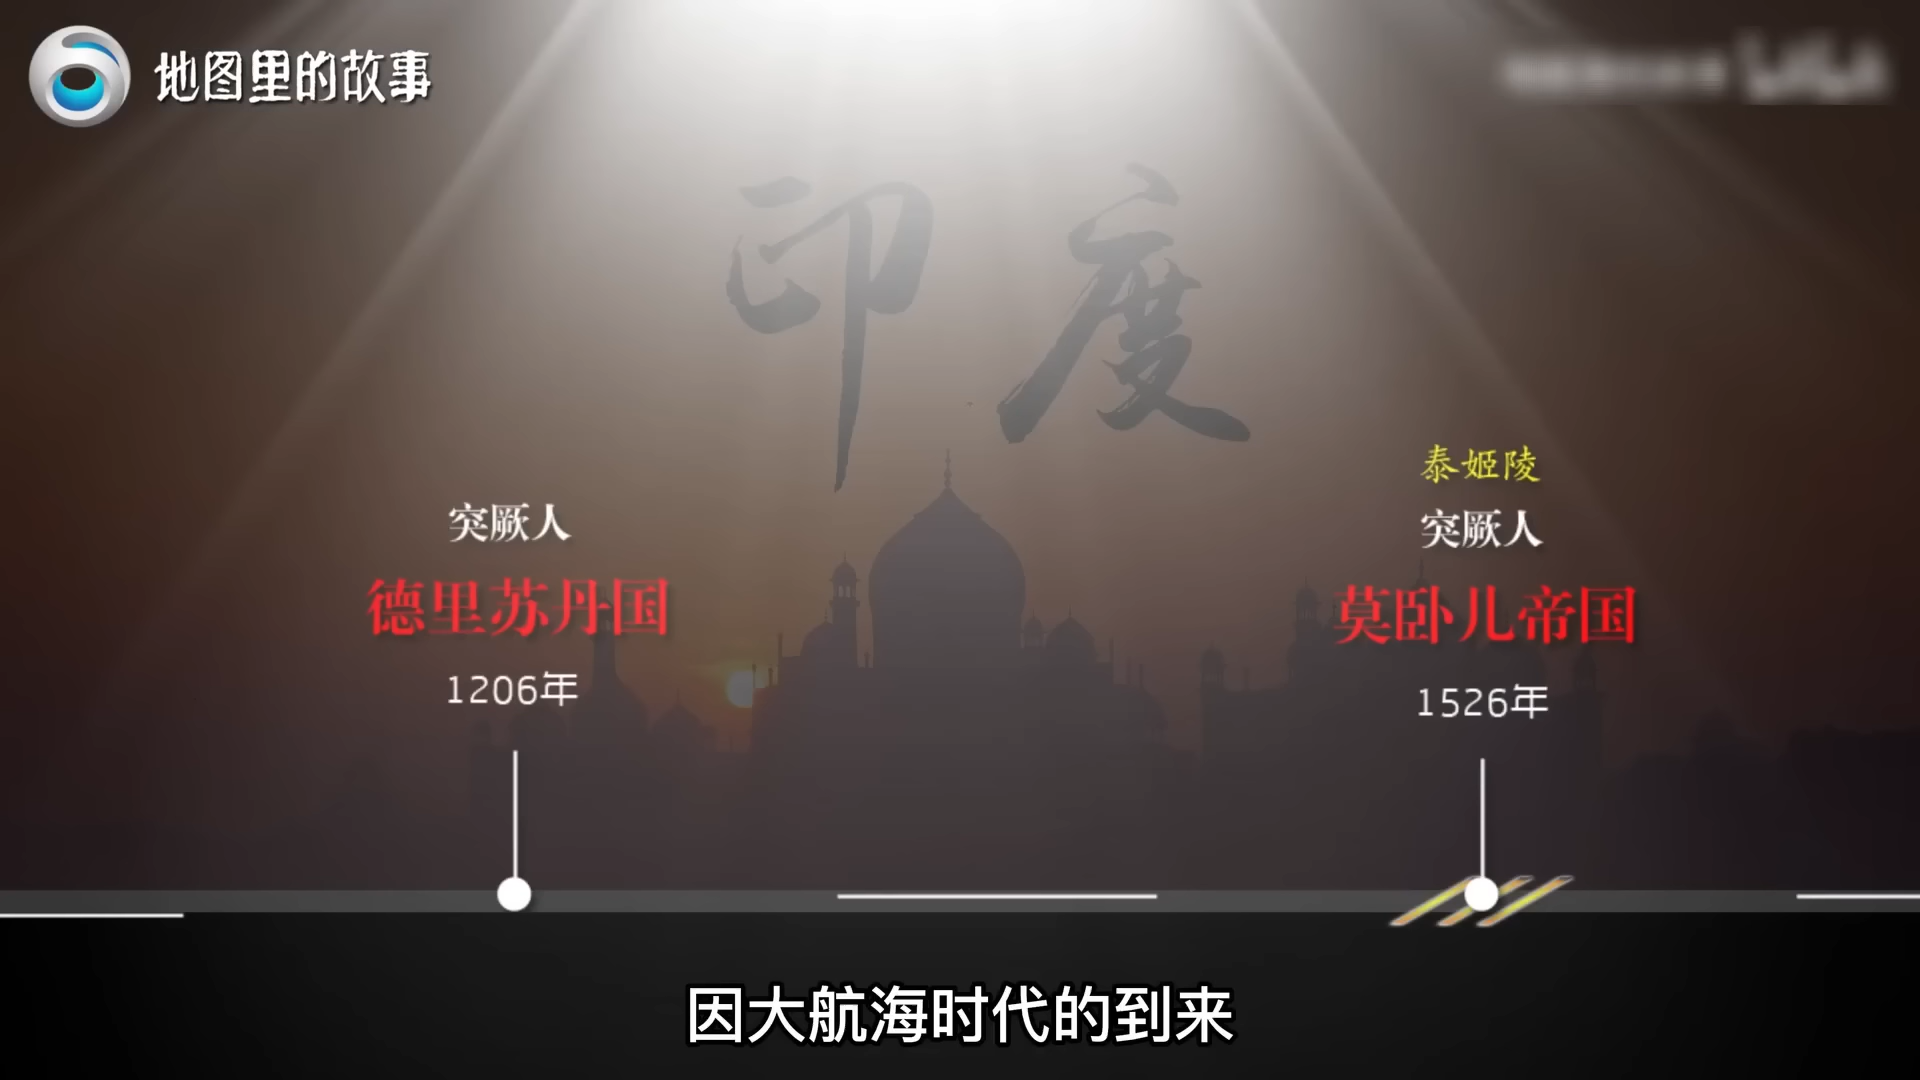 地图里的故事
印度
泰姬陵
突厥人
突厥人
德里苏丹国
莫卧儿帝国
1206年
1526年
因大航海时代的到来